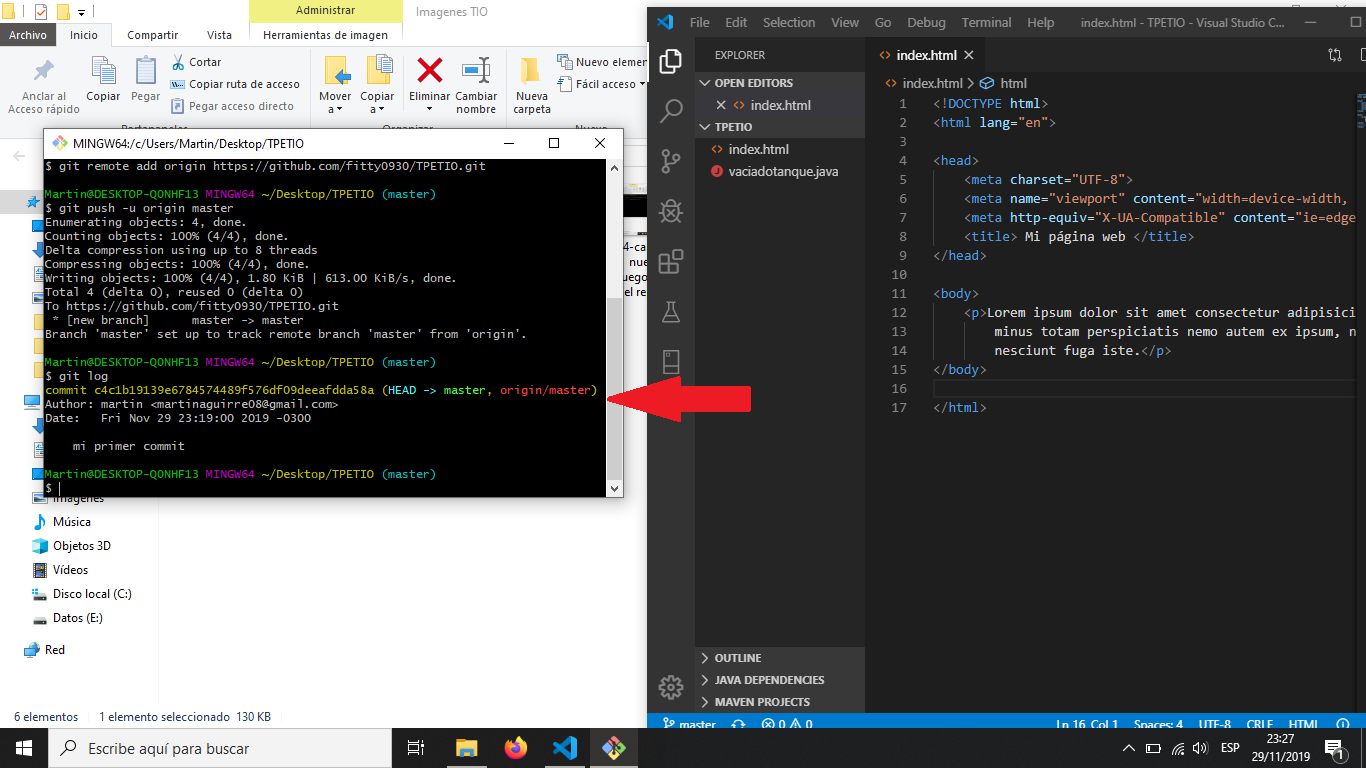 Administrar
Imagenes TIO
Archivo
Inicio
Compartir
Vista
Herramientas de imagen
Anclar al
Acceso rápido
Copiar
Pegar
Cortar
Copiar ruta de acceso
Pegar acceso directo
Mover
a
Copiar
a
Eliminar
Cambiar
nombre
Nueva
carpeta
Nuevo elemen
Fácil acceso
Organizar
Nuevo
MINGW64:/c/Users/Martin/Desktop/TPETIO
$ git remote add origin https://github.com/fitty0930/TPETIO.git
Martin@DESKTOP-Q0NHF13 MINGW64 ~/Desktop/TPETIO (master)
$ git push -u origin master
Enumerating objects: 4, done.
Counting objects: 100% (4/4), done.
Delta compression using up to 8 threads
Compressing objects: 100% (4/4), done.
Writing objects: 100% (4/4), 1.80 KiB | 613.00 KiB/s, done.
Total 4 (delta 0), reused 0 (delta 0)
To https://github.com/fitty0930/TPETIO.git
 * [new branch]      master -> master
Branch 'master' set up to track remote branch 'master' from 'origin'.
Martin@DESKTOP-Q0NHF13 MINGW64 ~/Desktop/TPETIO (master)
$ git log
commit c4c1b19139e6784574489f576df09deeafdda58a (HEAD -> master, origin/master)
Author: martin <martinaguirre08@gmail.com>
Date:   Fri Nov 29 23:19:00 2019 -0300
    mi primer commit
Martin@DESKTOP-Q0NHF13 MINGW64 ~/Desktop/TPETIO (master)
$
4-ca
nue
uego
el re
Imágenes
Música
Objetos 3D
Vídeos
Disco local (C:)
Datos (E:)
Red
6 elementos
1 elemento seleccionado 130 KB
File Edit Selection View Go Debug Terminal Help
index.html - TPETIO - Visual Studio C...
EXPLORER
OPEN EDITORS
index.html
TPETIO
index.html
vaciadotanque.java
OUTLINE
JAVA DEPENDENCIES
MAVEN PROJECTS
index.html
index.html > html
1 <!DOCTYPE html>
2 <html lang="en">
3
4 <head>
5     <meta charset="UTF-8">
6     <meta name="viewport" content="width=device-width,
7     <meta http-equiv="X-UA-Compatible" content="ie=edge
8     <title> Mi página web </title>
9 </head>
10
11 <body>
12     <p>Lorem ipsum dolor sit amet consectetur adipisici
13         minus totam perspiciatis nemo autem ex ipsum, n
14         nesciunt fuga iste.</p>
15 </body>
16
17 </html>
master
0
0
Ln 16, Col 1
Spaces: 4
UTF-8
CRLF
HTML
Escribe aquí para buscar
ESP
23:27
29/11/2019
1